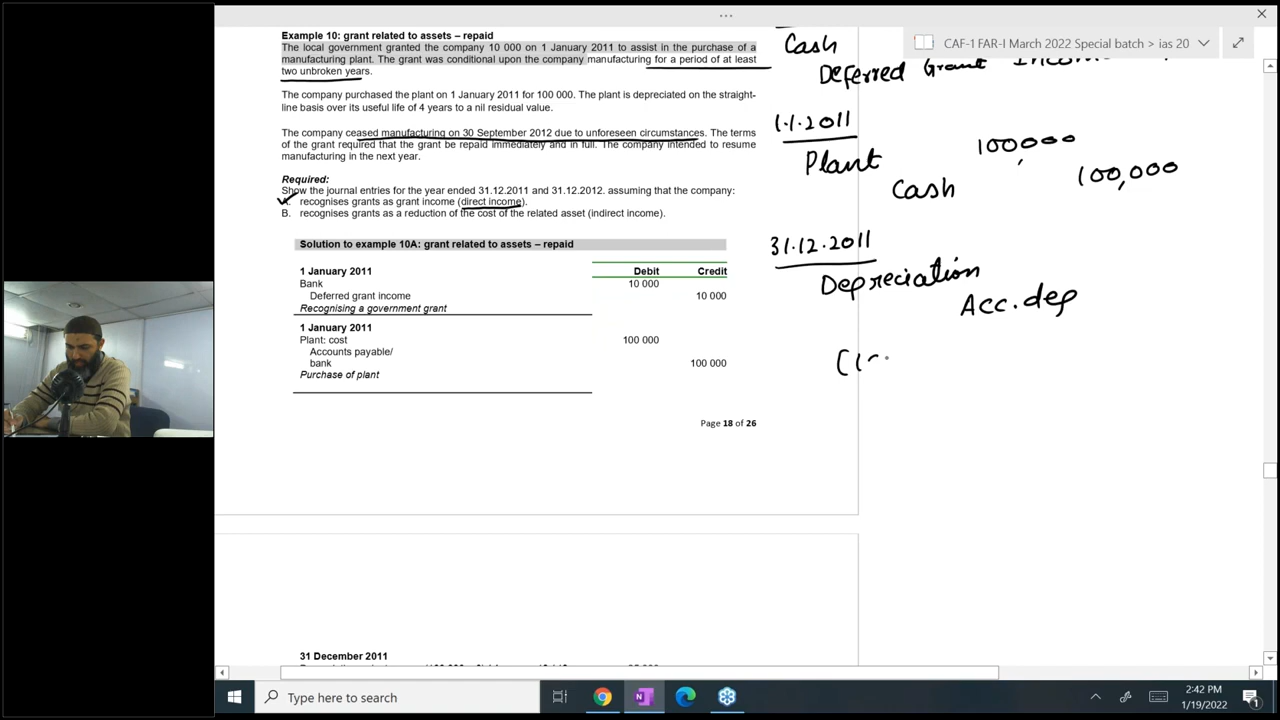 CAF-1 FAR-I March 2022 Special batch > ias 20
Example 10: grant related to assets – repaid
The local government granted the company 10 000 on 1 January 2011 to assist in the purchase of a
manufacturing plant. The grant was conditional upon the company manufacturing for a period of at least
two unbroken years.
The company purchased the plant on 1 January 2011 for 100 000. The plant is depreciated on the straight-
line basis over its useful life of 4 years to a nil residual value.
The company ceased manufacturing on 30 September 2012 due to unforeseen circumstances. The terms
of the grant required that the grant be repaid immediately and in full. The company intended to resume
manufacturing in the next year.
Required:
Show the journal entries for the year ended 31.12.2011 and 31.12.2012. assuming that the company:
A. recognises grants as grant income (direct income).
B. recognises grants as a reduction of the cost of the related asset (indirect income).
Solution to example 10A: grant related to assets – repaid
1 January 2011 Debit Credit
Bank 10 000
Deferred grant income 10 000
Recognising a government grant
1 January 2011
Plant: cost 100 000
Accounts payable/
bank 100 000
Purchase of plant
Page 18 of 26
31 December 2011
Cash
Deferred Grant Income
1.1.2011
Plant 100,000
Cash 100,000
31.12.2011
Depreciation
Acc. dep
Type here to search
2:42 PM
1/19/2022